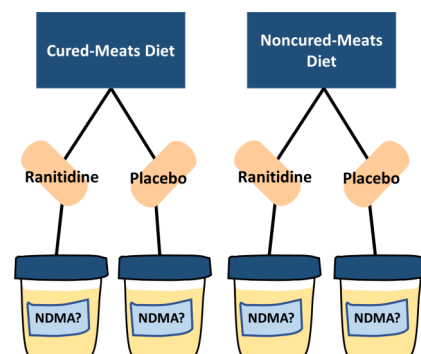 Cured-Meats Diet
Noncured-Meats
Diet
Ranitidine
Placebo
Ranitidine
Placebo
NDMA?
NDMA?
NDMA?
NDMA?